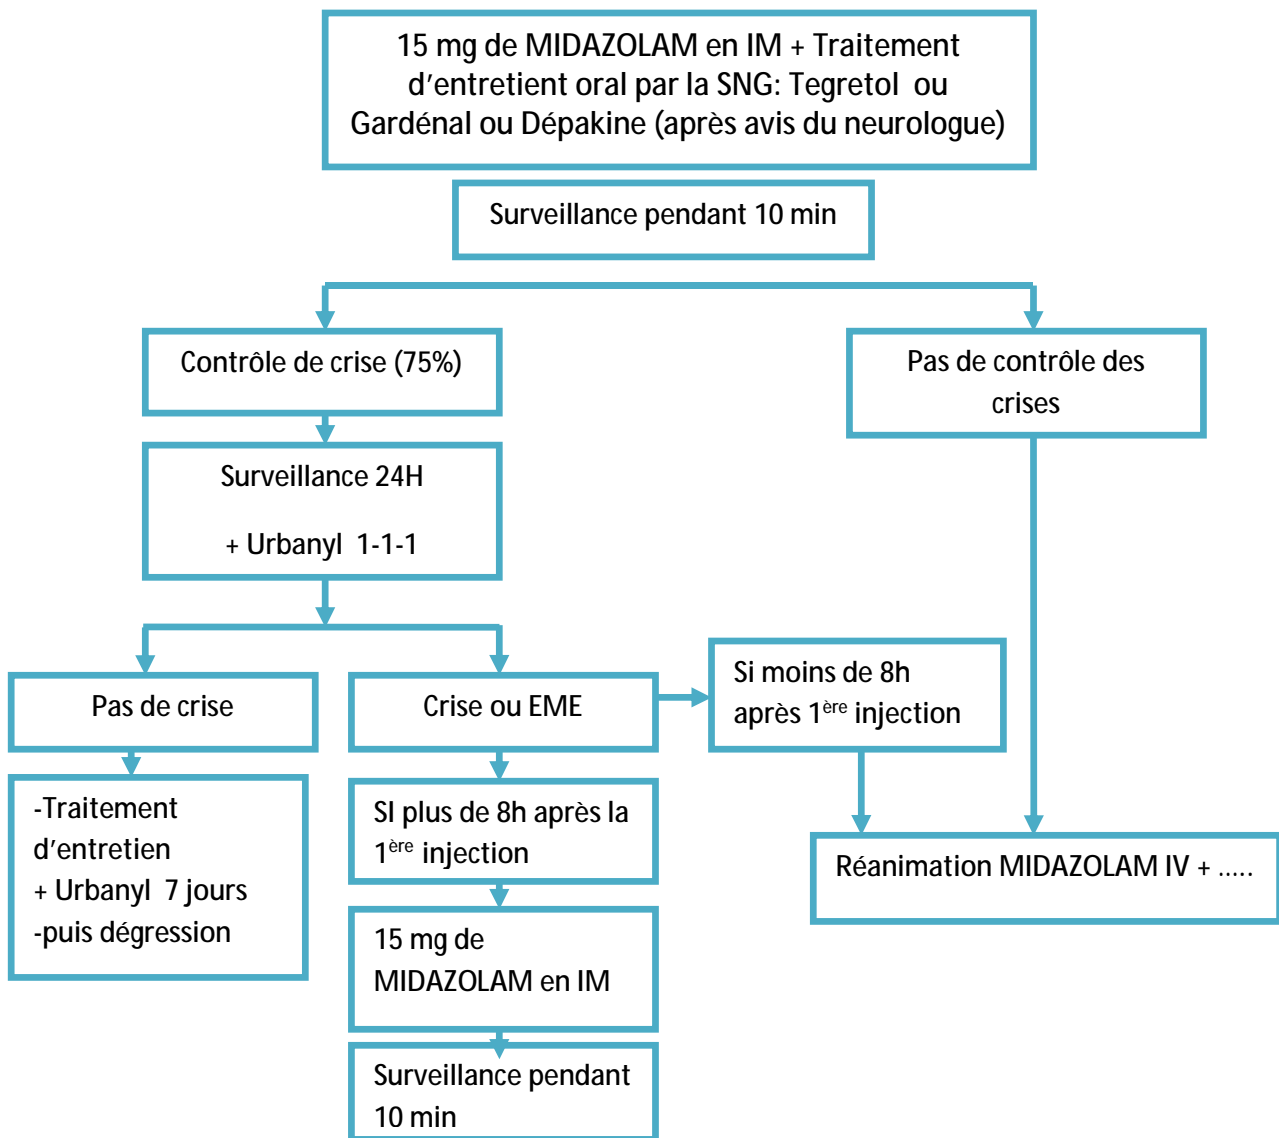 15 mg de MIDAZOLAM en IM + Traitement
d'entretient oral par la SNG: Tegretol ou
Gardénal ou Dépakine (après avis du neurologue)
Surveillance pendant 10 min
Contrôle de crise (75%)
Pas de contrôle des
crises
Surveillance 24H
+ Urbanyl 1-1-1
Pas de crise
Crise ou EME
Si moins de 8h
après 1ère injection
-Traitement
d'entretien
+ Urbanyl 7 jours
-puis dégression
SI plus de 8h après la
1ère injection
Réanimation MIDAZOLAM IV + .....
15 mg de
MIDAZOLAM en IM
Surveillance pendant
10 min